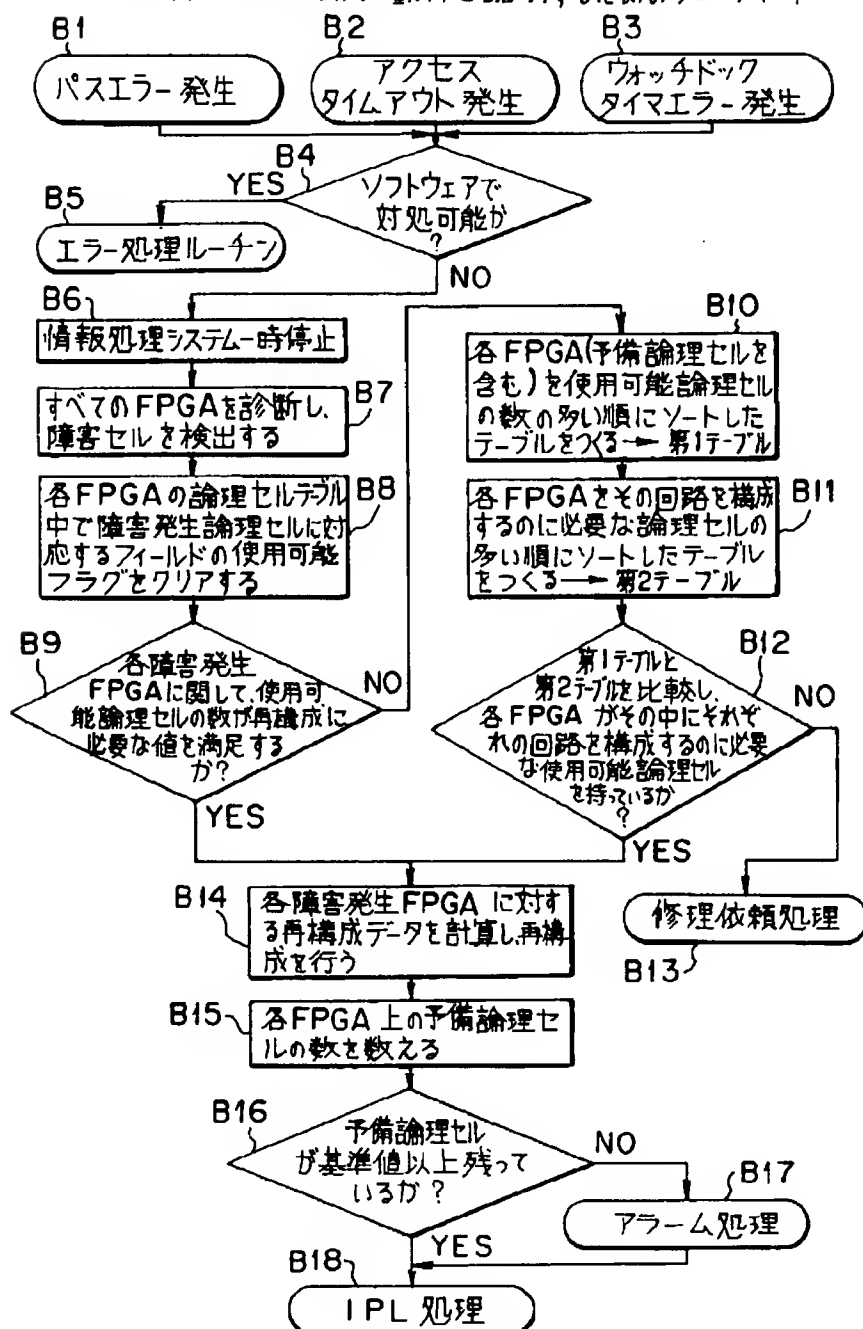 B1
パスエラー発生
B2
アクセス
タイムアウト発生
B3
ウォッチドック
タイマエラー発生
B4
ソフトウェアで
対処可能か
?
YES
NO
B5
エラー処理ルーチン
B6
情報処理システム一時停止
すべてのFPGAを診断し、
障害セルを検出する
B7
各FPGAの論理セルテーブル
中で障害発生論理セルに対
応するフィールドの使用可能
フラグをクリアする
B8
B9
各障害発生
FPGAに関して、使用可
能論理セルの数が再構成に
必要な値を満足する
か?
NO
YES
B10
各FPGA(予備論理セルを
含む)を使用可能論理セル
の数の多い順にソートした
テーブルをつくる→第1テーブル
各FPGAをその回路を構成
するのに必要な論理セルの
多い順にソートしたテーブル
をつくる→第2テーブル
B11
B12
第1テーブルと
第2テーブルを比較し、
各FPGAがその中にそれぞ
れの回路を構成するのに必要
な使用可能論理セル
を持っているか
?
NO
YES
修理依頼処理
B13
B14
各障害発生FPGAに対す
る再構成データを計算し、再構
成を行う
B15
各FPGA上の予備論理セ
ルの数を数える
B16
予備論理セル
が基準値以上残って
いるか?
NO
YES
B17
アラーム処理
B18
IPL処理